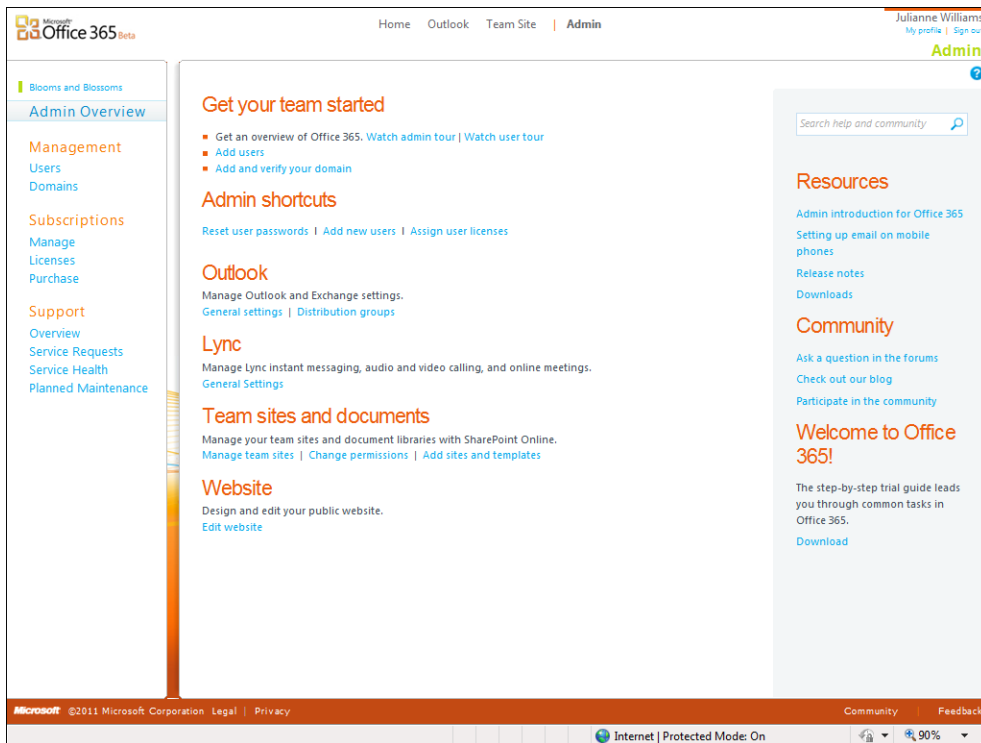 Microsoft
Office 365 Beta
Home Outlook Team Site | Admin
Julianne Williams
My profile | Sign out
Admin
Blooms and Blossoms
Admin Overview
Management
Users
Domains
Subscriptions
Manage
Licenses
Purchase
Support
Overview
Service Requests
Service Health
Planned Maintenance
Get your team started
Get an overview of Office 365. Watch admin tour | Watch user tour
Add users
Add and verify your domain
Admin shortcuts
Reset user passwords | Add new users | Assign user licenses
Outlook
Manage Outlook and Exchange settings.
General settings | Distribution groups
Lync
Manage Lync instant messaging, audio and video calling, and online meetings.
General Settings
Team sites and documents
Manage your team sites and document libraries with SharePoint Online.
Manage team sites | Change permissions | Add sites and templates
Website
Design and edit your public website.
Edit website
?
Search help and community
Resources
Admin introduction for Office 365
Setting up email on mobile
phones
Release notes
Downloads
Community
Ask a question in the forums
Check out our blog
Participate in the community
Welcome to Office
365!
The step-by-step trial guide leads
you through common tasks in
Office 365.
Download
Microsoft ©2011 Microsoft Corporation Legal | Privacy
Community | Feedback
Internet | Protected Mode: On
90%